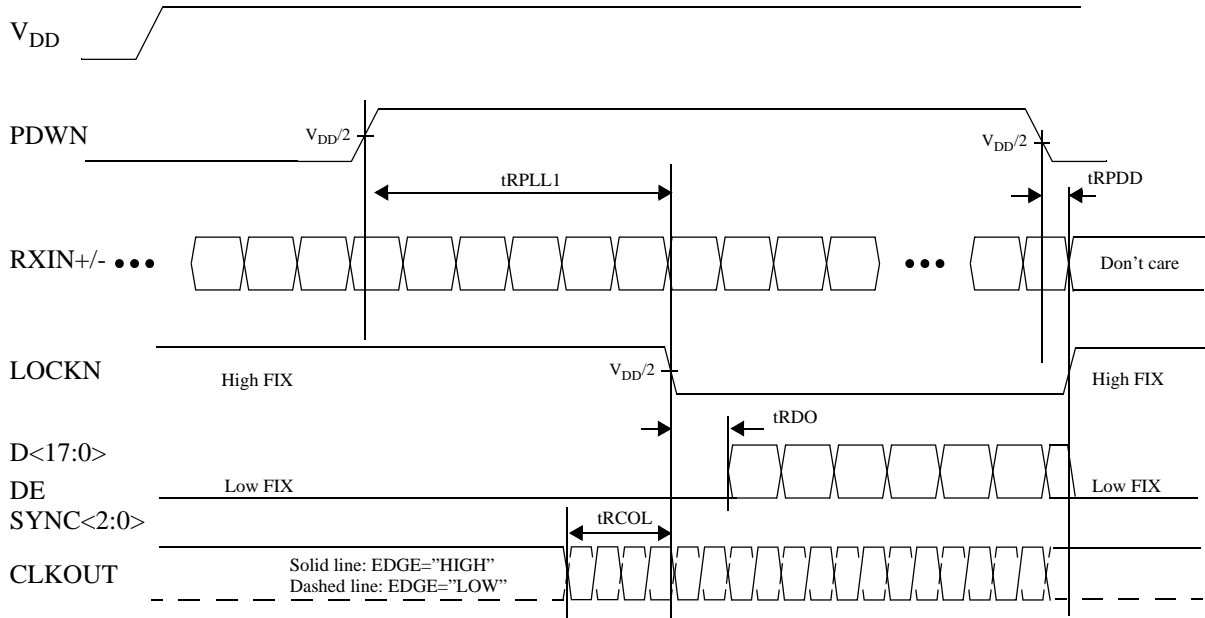 VDD
PDWN
VDD/2
VDD/2
tRPLL1
tRPDD
RXIN+/- •••
•••
Don't care
LOCKN
High FIX
VDD/2
High FIX
tRDO
D<17:0>
DE
Low FIX
Low FIX
SYNC<2:0>
tRCOL
CLKOUT
Solid line: EDGE=”HIGH”
Dashed line: EDGE=”LOW”